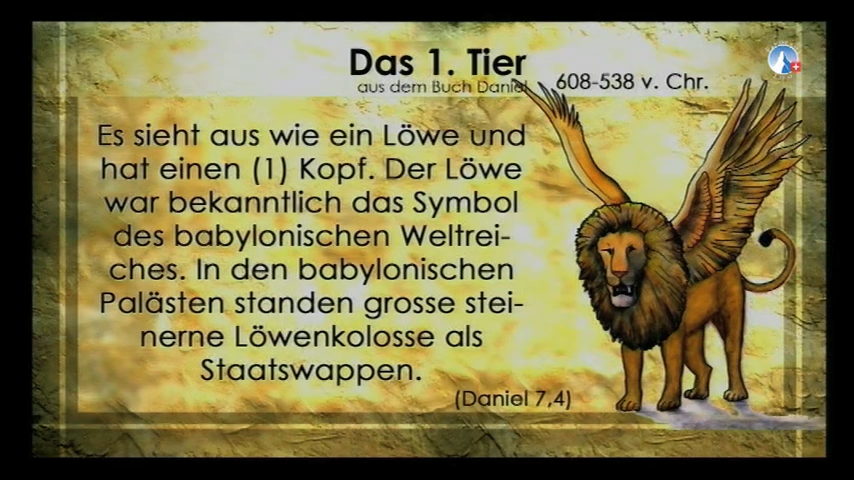 Das 1. Tier
aus dem Buch Daniel
608-538 v. Chr.
Es sieht aus wie ein Löwe und
hat einen (1) Kopf. Der Löwe
war bekanntlich das Symbol
des babylonischen Weltrei-
ches. In den babylonischen
Palästen standen grosse stei-
nerne Löwenkolosse als
Staatswappen.
(Daniel 7,4)